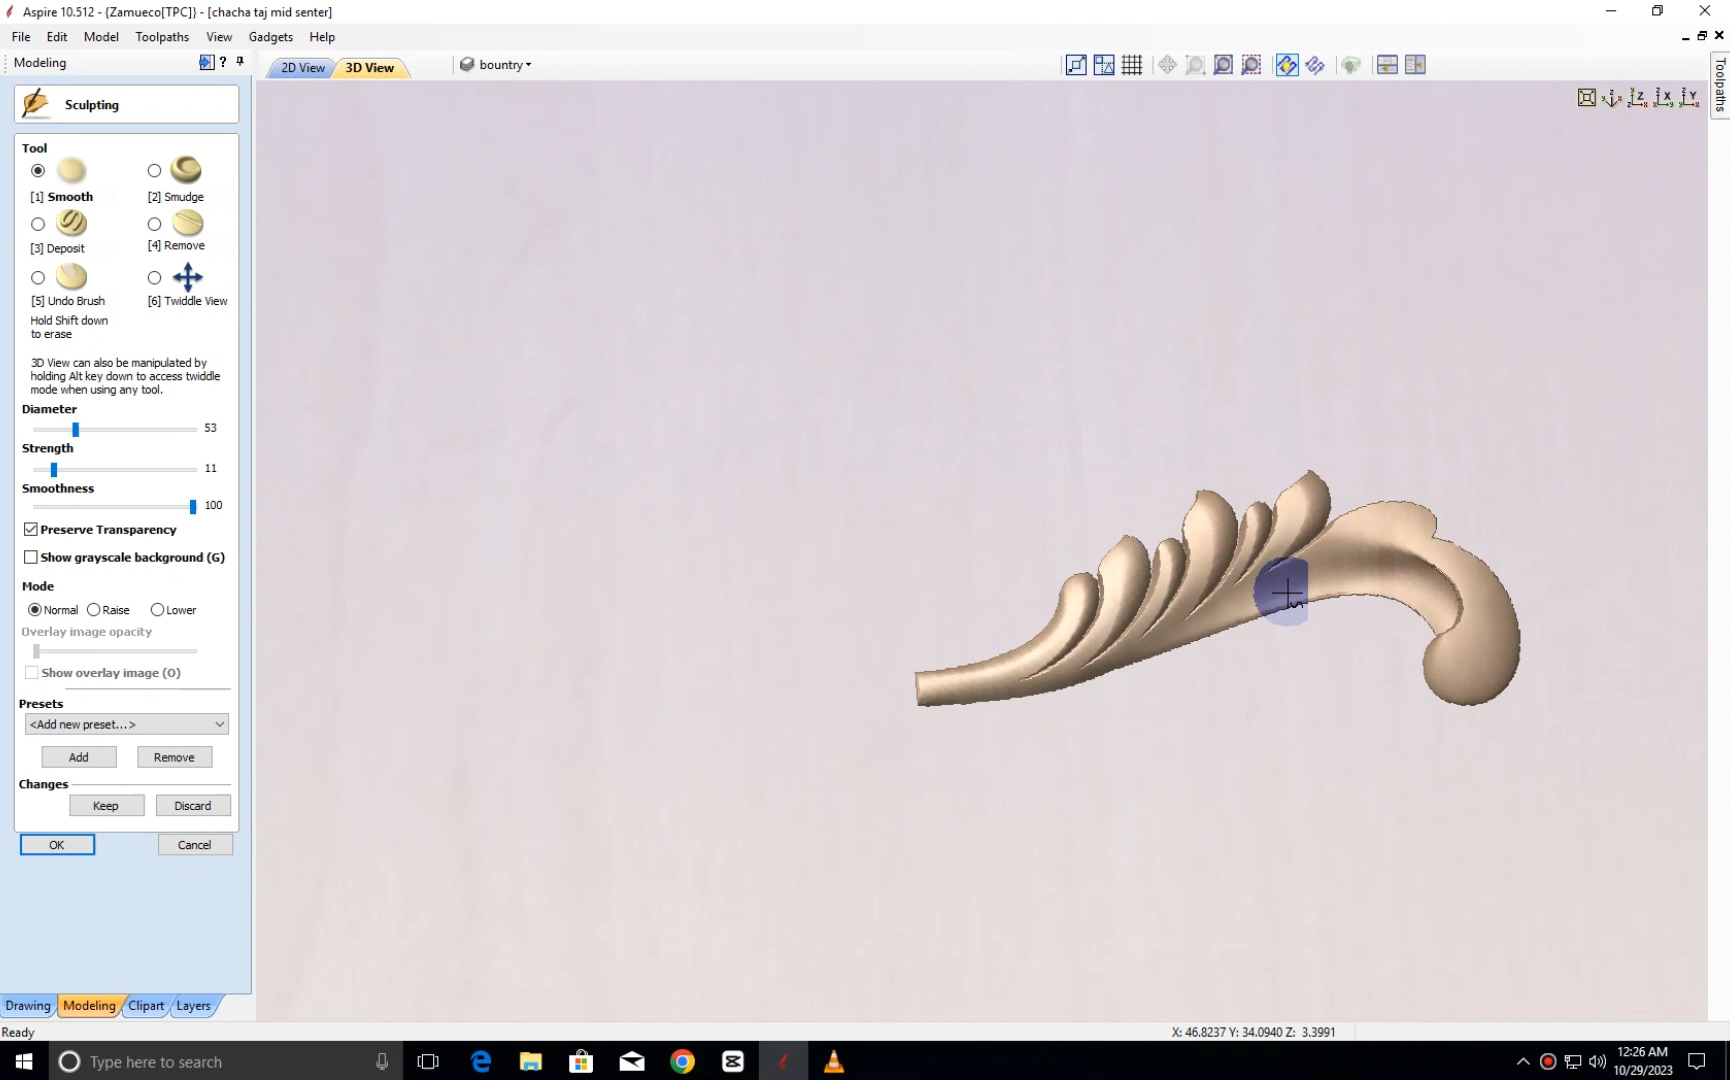 Aspire 10.512 - {Zamueco[TPC]} - [chacha taj mid senter]
File Edit Model Toolpaths View Gadgets Help
Modeling
2D View
3D View
bountry
Toolpaths
Sculpting
Tool
[1] Smooth
[2] Smudge
[3] Deposit
[4] Remove
[5] Undo Brush
[6] Twiddle View
Hold Shift down
to erase
3D View can also be manipulated by
holding Alt key down to access twiddle
mode when using any tool.
Diameter
53
Strength
11
Smoothness
100
Preserve Transparency
Show grayscale background (G)
Mode
Normal Raise Lower
Overlay image opacity
Show overlay image (O)
Presets
<Add new preset...>
Add Remove
Changes
Keep Discard
OK Cancel
Drawing Modeling Clipart Layers
Ready
X: 46.8237 Y: 34.0940 Z: 3.3991
Type here to search
12:26 AM
10/29/2023